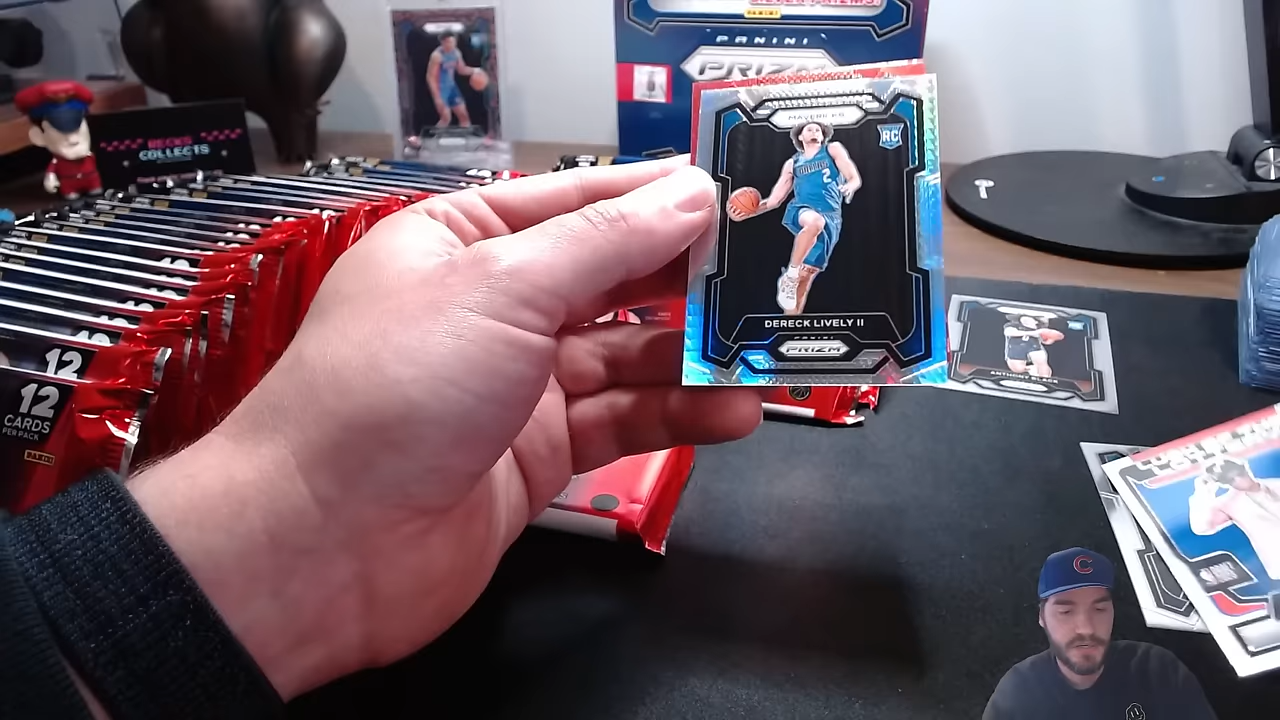 PANINI
PRIZM
BECKS
COLLECTS
MAVERICKS
RC
2
DERECK LIVELY II
PANINI
PRIZM
ANTHONY BLACK
12
12
CARDS
PER PACK
PANINI
C